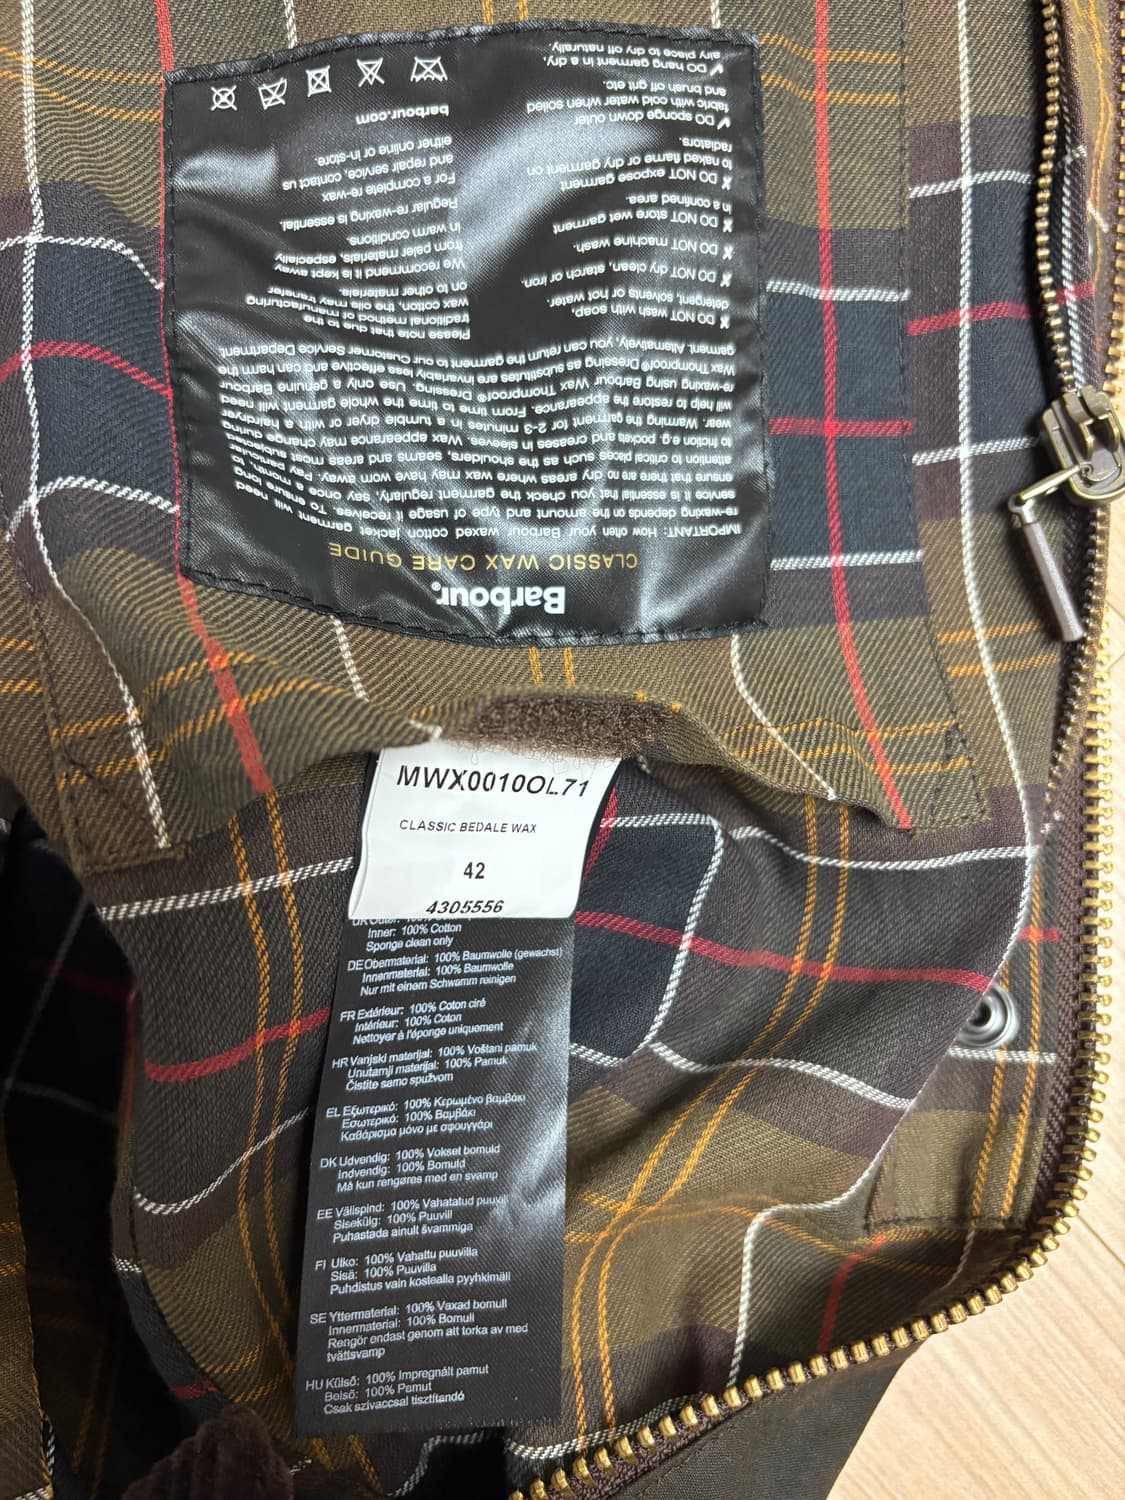 Barbour.
CLASSIC WAX CARE GUIDE
IMPORTANT: How often your Barbour waxed cotton jacket garment will need
re-waxing depends on the amount and type of usage it receives. To ensure long
service it is essential that you check the garment regularly, say once a month, to
ensure that there are no dry areas where wax may have worn away. Pay particular
attention to critical places such as the shoulders, seams and areas most subject
to friction e.g. pockets and creases in sleeves. Wax appearance may change during
wear. Warming the garment for 2-3 minutes in a tumble dryer or with a hairdryer
will help to restore the appearance. From time to time the whole garment will need
re-waxing using Barbour Wax Thornproof® Dressing. Use only a genuine Barbour
Wax Thornproof® Dressing as substitutes are invariably less effective and can harm the
garment. Alternatively, you can return the garment to our Customer Service Department.
✗ DO NOT wash with soap,
detergent, solvents or hot water.
✗ DO NOT dry clean, starch or iron.
✗ DO NOT machine wash.
✗ DO NOT store wet garment
in a confined area.
✗ DO NOT expose garment
to naked flame or dry garment on
radiators.
✓ DO sponge down outer
fabric with cold water when soiled
and brush off grit etc.
✓ DO hang garment in a dry,
airy place to dry off naturally.
Please note that due to the
traditional method of manufacturing
wax cotton, the oils may transfer
on to other materials.
We recommend it is kept away
from paler materials, especially
in warm conditions.
Regular re-waxing is essential.
For a complete re-wax
and repair service, contact us
either online or in-store.
barbour.com
MWX0010OL71
CLASSIC BEDALE WAX
42
4305556
UK Outer: 100%
Inner: 100% Cotton
Sponge clean only
DE Obermaterial: 100% Baumwolle (gewachst)
Innenmaterial: 100% Baumwolle
Nur mit einem Schwamm reinigen
FR Extérieur: 100% Coton ciré
Intérieur: 100% Coton
Nettoyer à l'éponge uniquement
HR Vanjski materijal: 100% Voštani pamuk
Unutarnji materijal: 100% Pamuk
Čistite samo spužvom
EL Εξωτερικό: 100% Κερωμένο βαμβάκι
Εσωτερικό: 100% Βαμβάκι
Καθάρισμα μόνο με σφουγγάρι
DK Udvendig: 100% Vokset bomuld
Indvendig: 100% Bomuld
Må kun rengøres med en svamp
EE Välispind: 100% Vahatatud puuvill
Sisekülg: 100% Puuvill
Puhastada ainult švammiga
FI Ulko: 100% Vahattu puuvilla
Sisä: 100% Puuvilla
Puhdistus vain kostealla pyyhkimäll
SE Yttermaterial: 100% Vaxad bomull
Innermaterial: 100% Bomull
Rengör endast genom att torka av med
tvättsvamp
HU Külső: 100% Impregnált pamut
Belső: 100% Pamut
Csak szivaccsal tisztítandó